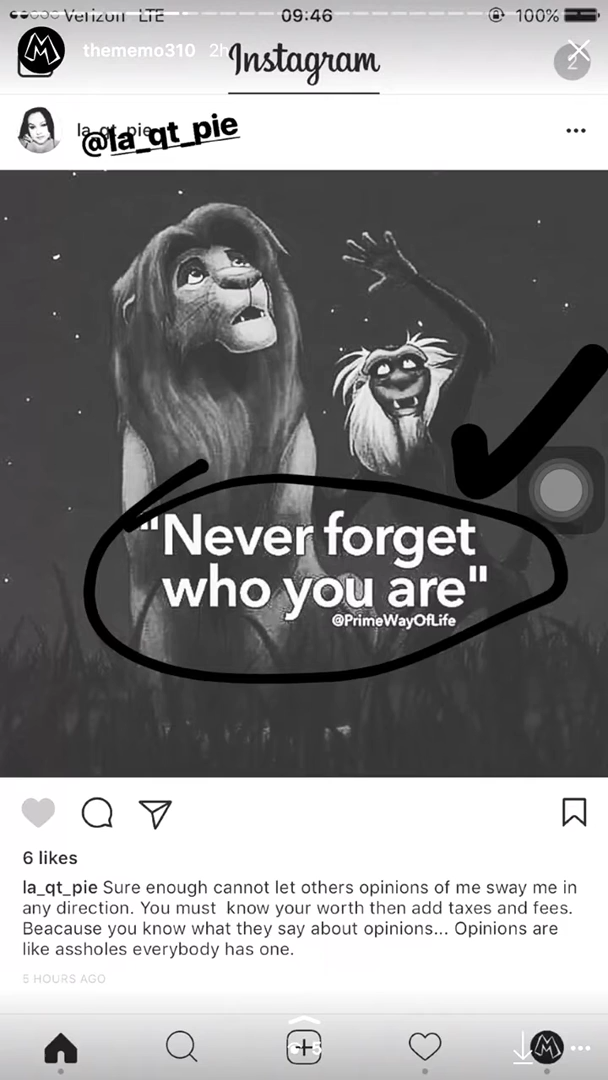 Verizon LTE 09:46 100%
thememo310 2h
Instagram
2
la_qt_pie
@la_qt_pie
"Never forget
who you are"
@PrimeWayOfLife
6 likes
la_qt_pie Sure enough cannot let others opinions of me sway me in
any direction. You must know your worth then add taxes and fees.
Beacause you know what they say about opinions... Opinions are
like assholes everybody has one.
5 HOURS AGO